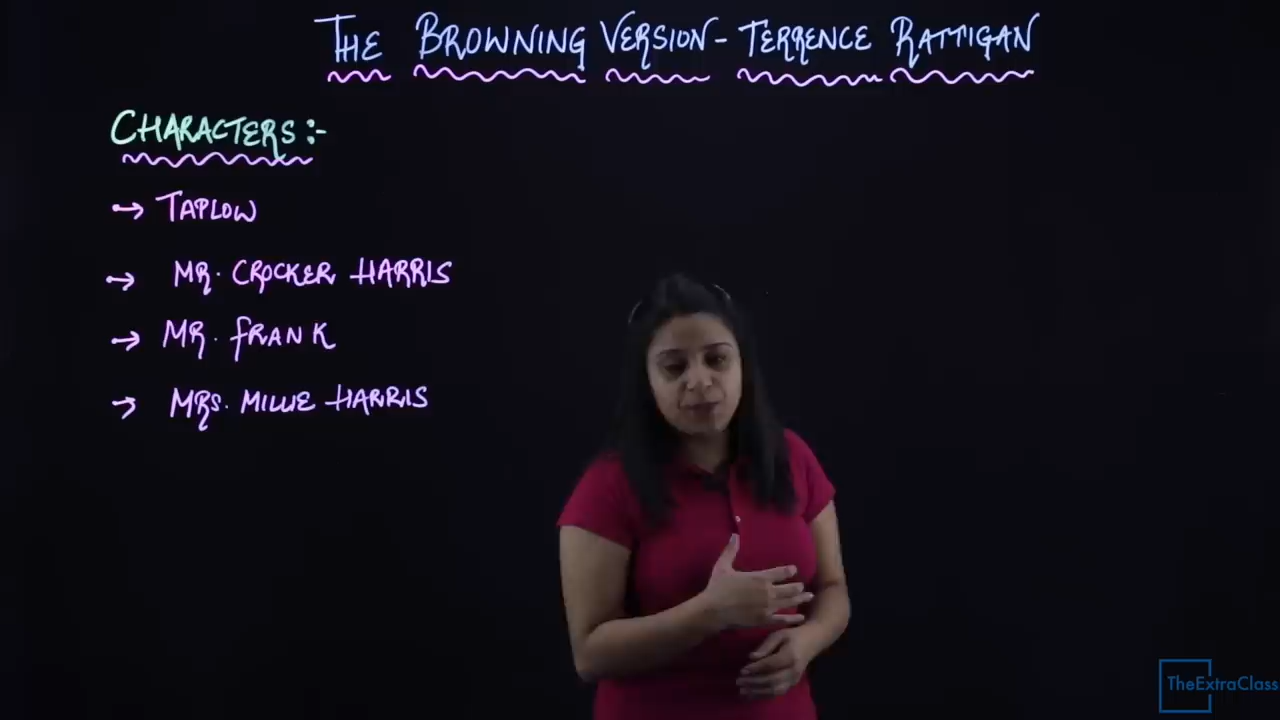 THE BROWNING VERSION - TERRENCE RATTIGAN
CHARACTERS :-
→ TAPLOW
→ MR. CROCKER HARRIS
→ MR. FRANK
→ MRS. MILLIE HARRIS
TheExtraClass